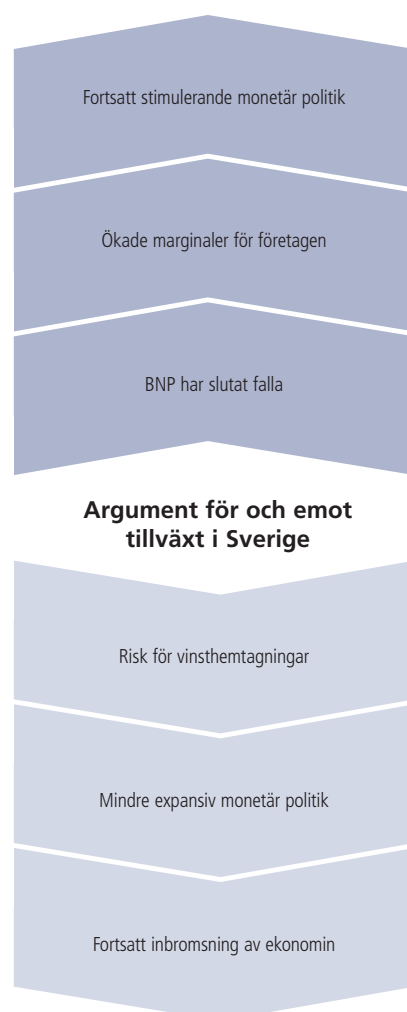 Fortsatt stimulerande monetär politik
Ökade marginaler för företagen
BNP har slutat falla
Argument för och emot
tillväxt i Sverige
Risk för vinsthemtagningar
Mindre expansiv monetär politik
Fortsatt inbromsning av ekonomin